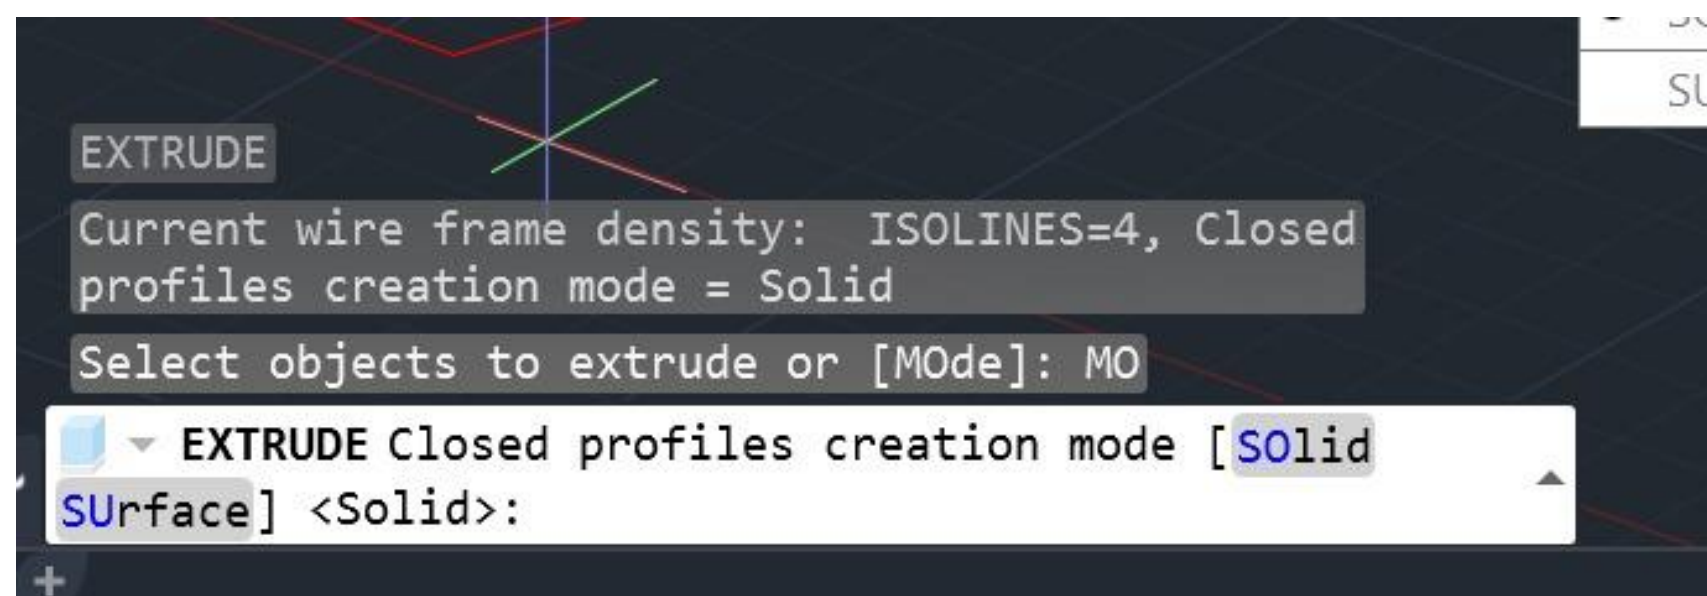 EXTRUDE
Current wire frame density:  ISOLINES=4, Closed
profiles creation mode = Solid
Select objects to extrude or [MOde]: MO
EXTRUDE Closed profiles creation mode [SOlid
SUrface] <Solid>:
SU